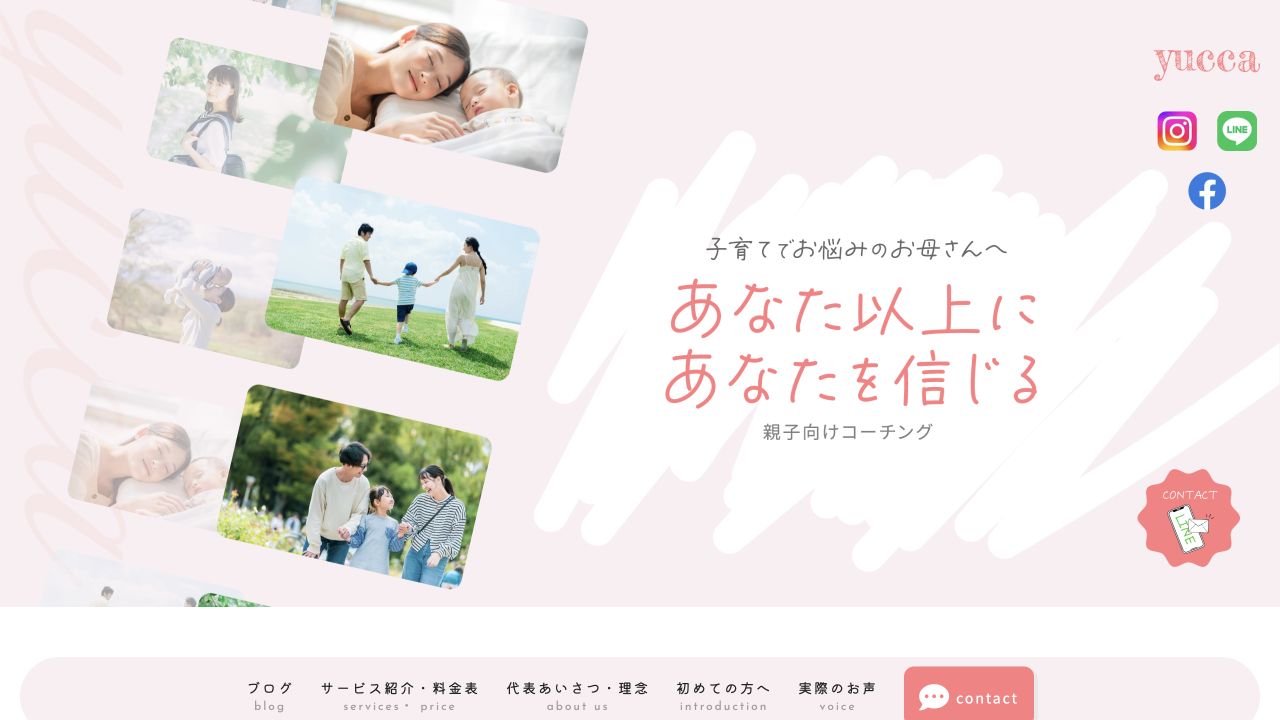 yucca
yucca
LINE
子育てでお悩みのお母さんへ
あなた以上に
あなたを信じる
親子向けコーチング
CONTACT
LINE
ブログ
blog
サービス紹介・料金表
services・ price
代表あいさつ・理念
about us
初めての方へ
introduction
実際のお声
voice
contact